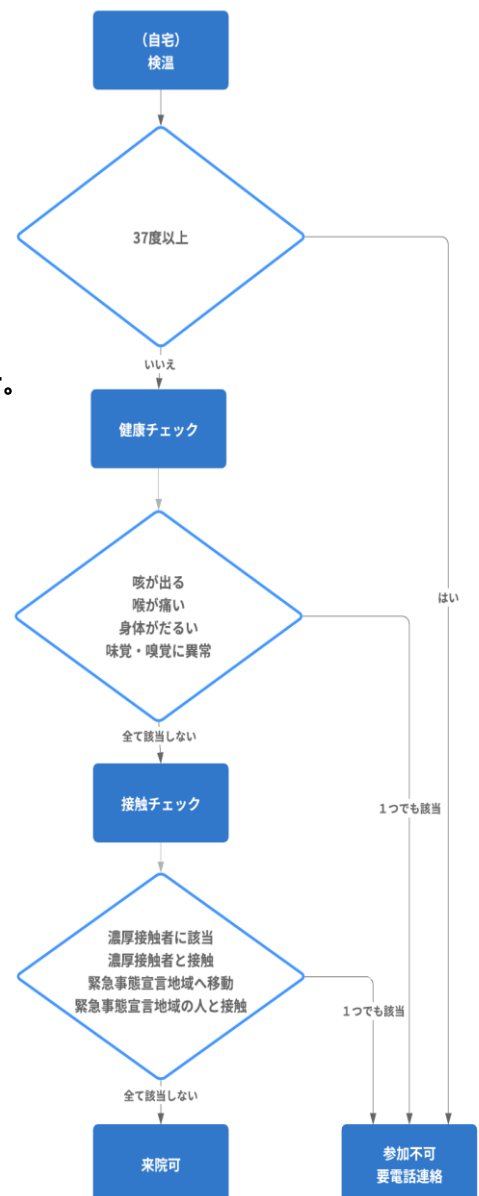 （自宅）
検温
37度以上
いいえ
。
健康チェック
咳が出る
喉が痛い
身体がだるい
味覚・嗅覚に異常
はい
全て該当しない
接触チェック
１つでも該当
濃厚接触者に該当
濃厚接触者と接触
緊急事態宣言地域へ移動
緊急事態宣言地域の人と接触
１つでも該当
全て該当しない
来院可
参加不可
要電話連絡